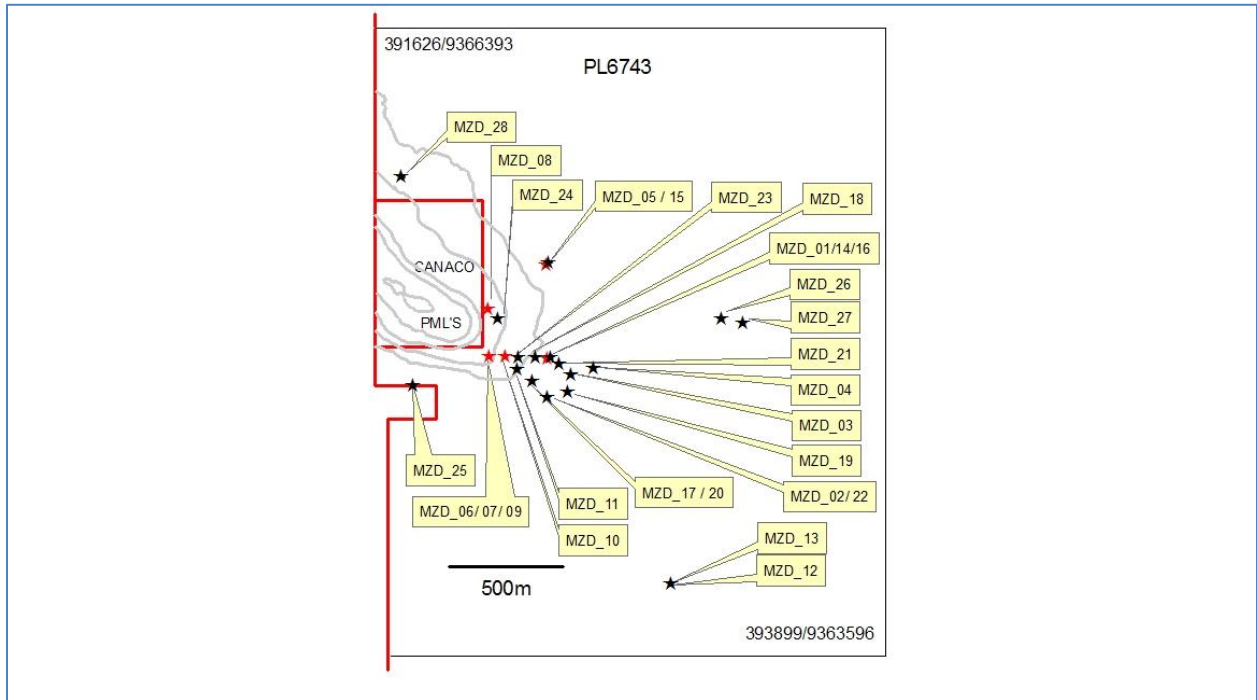 391626/9366393
PL6743
MZD_28
MZD_08
MZD_24
MZD_05 / 15
MZD_23
MZD_18
MZD_01/14/16
CANACO
MZD_26
PML'S
MZD_27
MZD_21
MZD_04
MZD_03
MZD_19
MZD_25
MZD_17 / 20
MZD_02/ 22
MZD_11
MZD_06/ 07/ 09
MZD_10
MZD_13
MZD_12
500m
393899/9363596